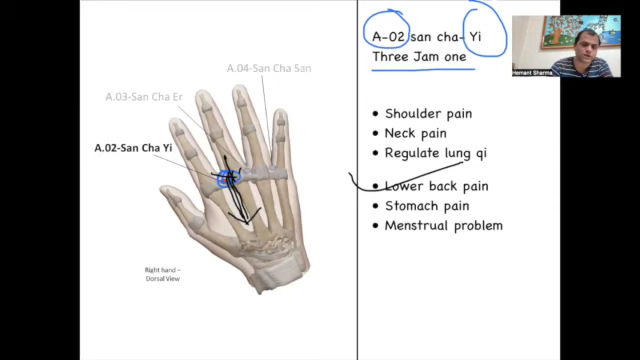 A-02 san cha- Yi
Three Jam one
Shoulder pain
Neck pain
Regulate lung qi
Lower back pain
Stomach pain
Menstrual problem
A.04-San Cha San
A.03-San Cha Er
A.02-San Cha Yi
Right hand –
Dorsal View
Hemant Sharma